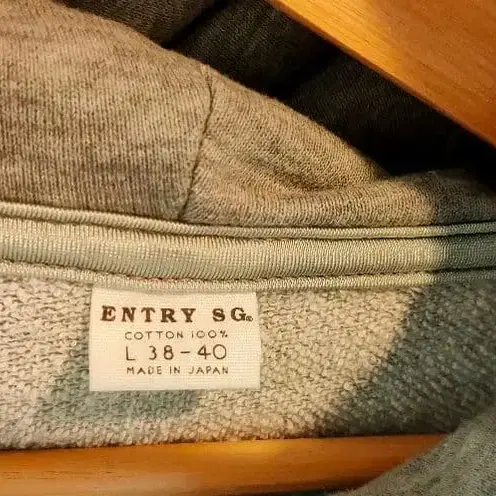 ENTRY SG®
COTTON 100%
L 38-40
MADE IN JAPAN